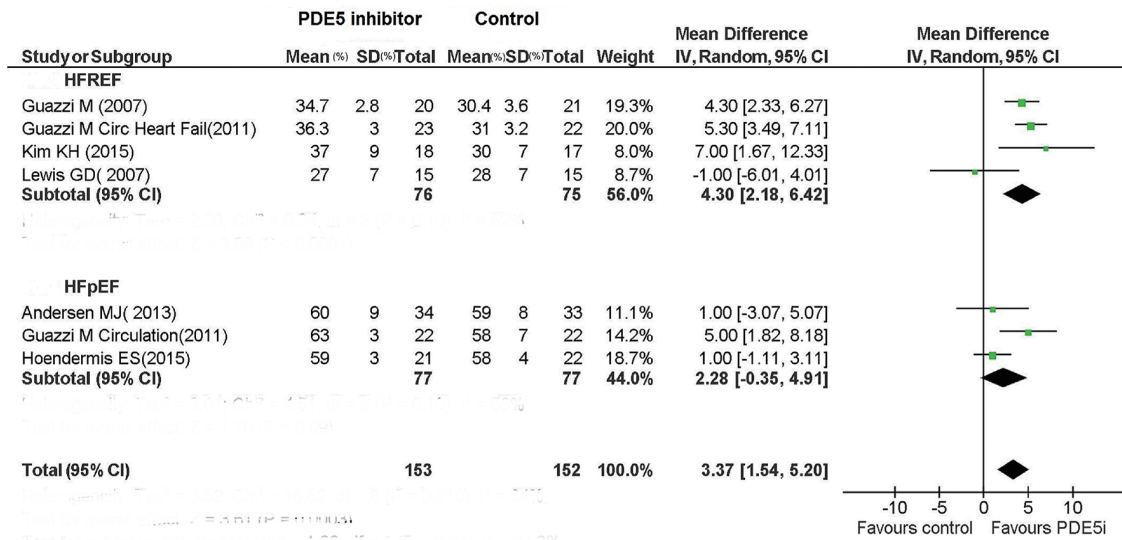 PDE5 inhibitor Control Mean Difference Mean Difference
Study or Subgroup Mean (%) SD(%) Total Mean(%) SD(%) Total Weight IV, Random, 95% CI IV, Random, 95% CI
HFREF
Guazzi M (2007) 34.7 2.8 20 30.4 3.6 21 19.3% 4.30 [2.33, 6.27]
Guazzi M Circ Heart Fail(2011) 36.3 3 23 31 3.2 22 20.0% 5.30 [3.49, 7.11]
Kim KH (2015) 37 9 18 30 7 17 8.0% 7.00 [1.67, 12.33]
Lewis GD( 2007) 27 7 15 28 7 15 8.7% -1.00 [-6.01, 4.01]
Subtotal (95% CI) 76 75 56.0% 4.30 [2.18, 6.42]
HFpEF
Andersen MJ( 2013) 60 9 34 59 8 33 11.1% 1.00 [-3.07, 5.07]
Guazzi M Circulation(2011) 63 3 22 58 7 22 14.2% 5.00 [1.82, 8.18]
Hoendermis ES(2015) 59 3 21 58 4 22 18.7% 1.00 [-1.11, 3.11]
Subtotal (95% CI) 77 77 44.0% 2.28 [-0.35, 4.91]
Total (95% CI) 153 152 100.0% 3.37 [1.54, 5.20]
-10 -5 0 5 10
Favours control Favours PDE5i